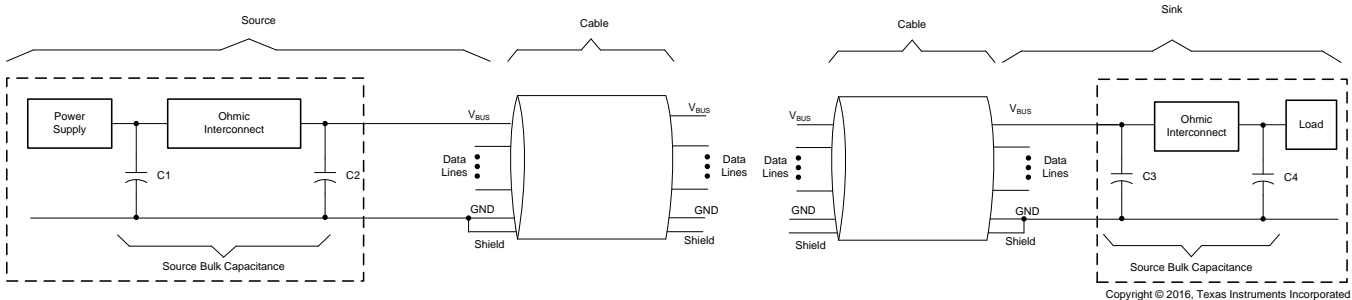 Source
Cable
Cable
Sink
Power
Supply
Ohmic
Interconnect
C1
C2
VBUS
Data
Lines
GND
Shield
VBUS
Data
Lines
GND
Shield
VBUS
Data
Lines
GND
Shield
VBUS
Data
Lines
GND
Shield
Ohmic
Interconnect
Load
C3
C4
Source Bulk Capacitance
Source Bulk Capacitance
Copyright © 2016, Texas Instruments Incorporated